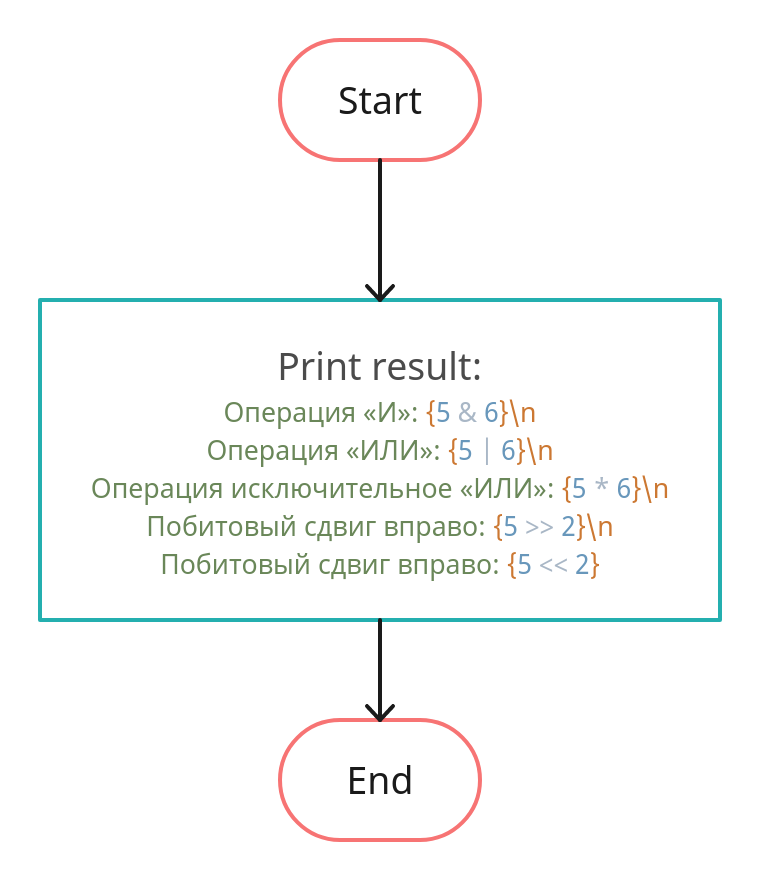 Start
Print result:
Операция «И»: {5 & 6}\n
Операция «ИЛИ»: {5 | 6}\n
Операция исключительное «ИЛИ»: {5 * 6}\n
Побитовый сдвиг вправо: {5 >> 2}\n
Побитовый сдвиг вправо: {5 << 2}
End